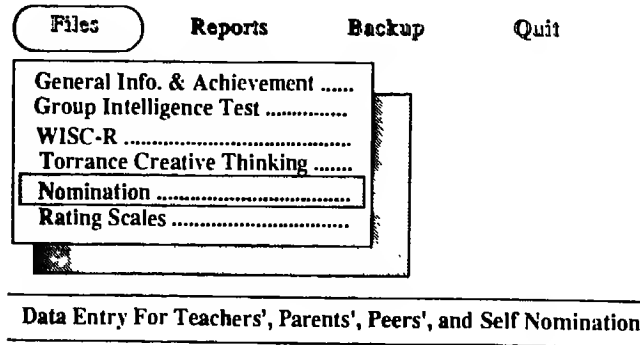 Files Reports Backup Quit
General Info. & Achievement ......
Group Intelligence Test ...............
WISC-R .........................................
Torrance Creative Thinking .......
Nomination ...................................
Rating Scales ................................
Data Entry For Teachers', Parents', Peers', and Self Nomination